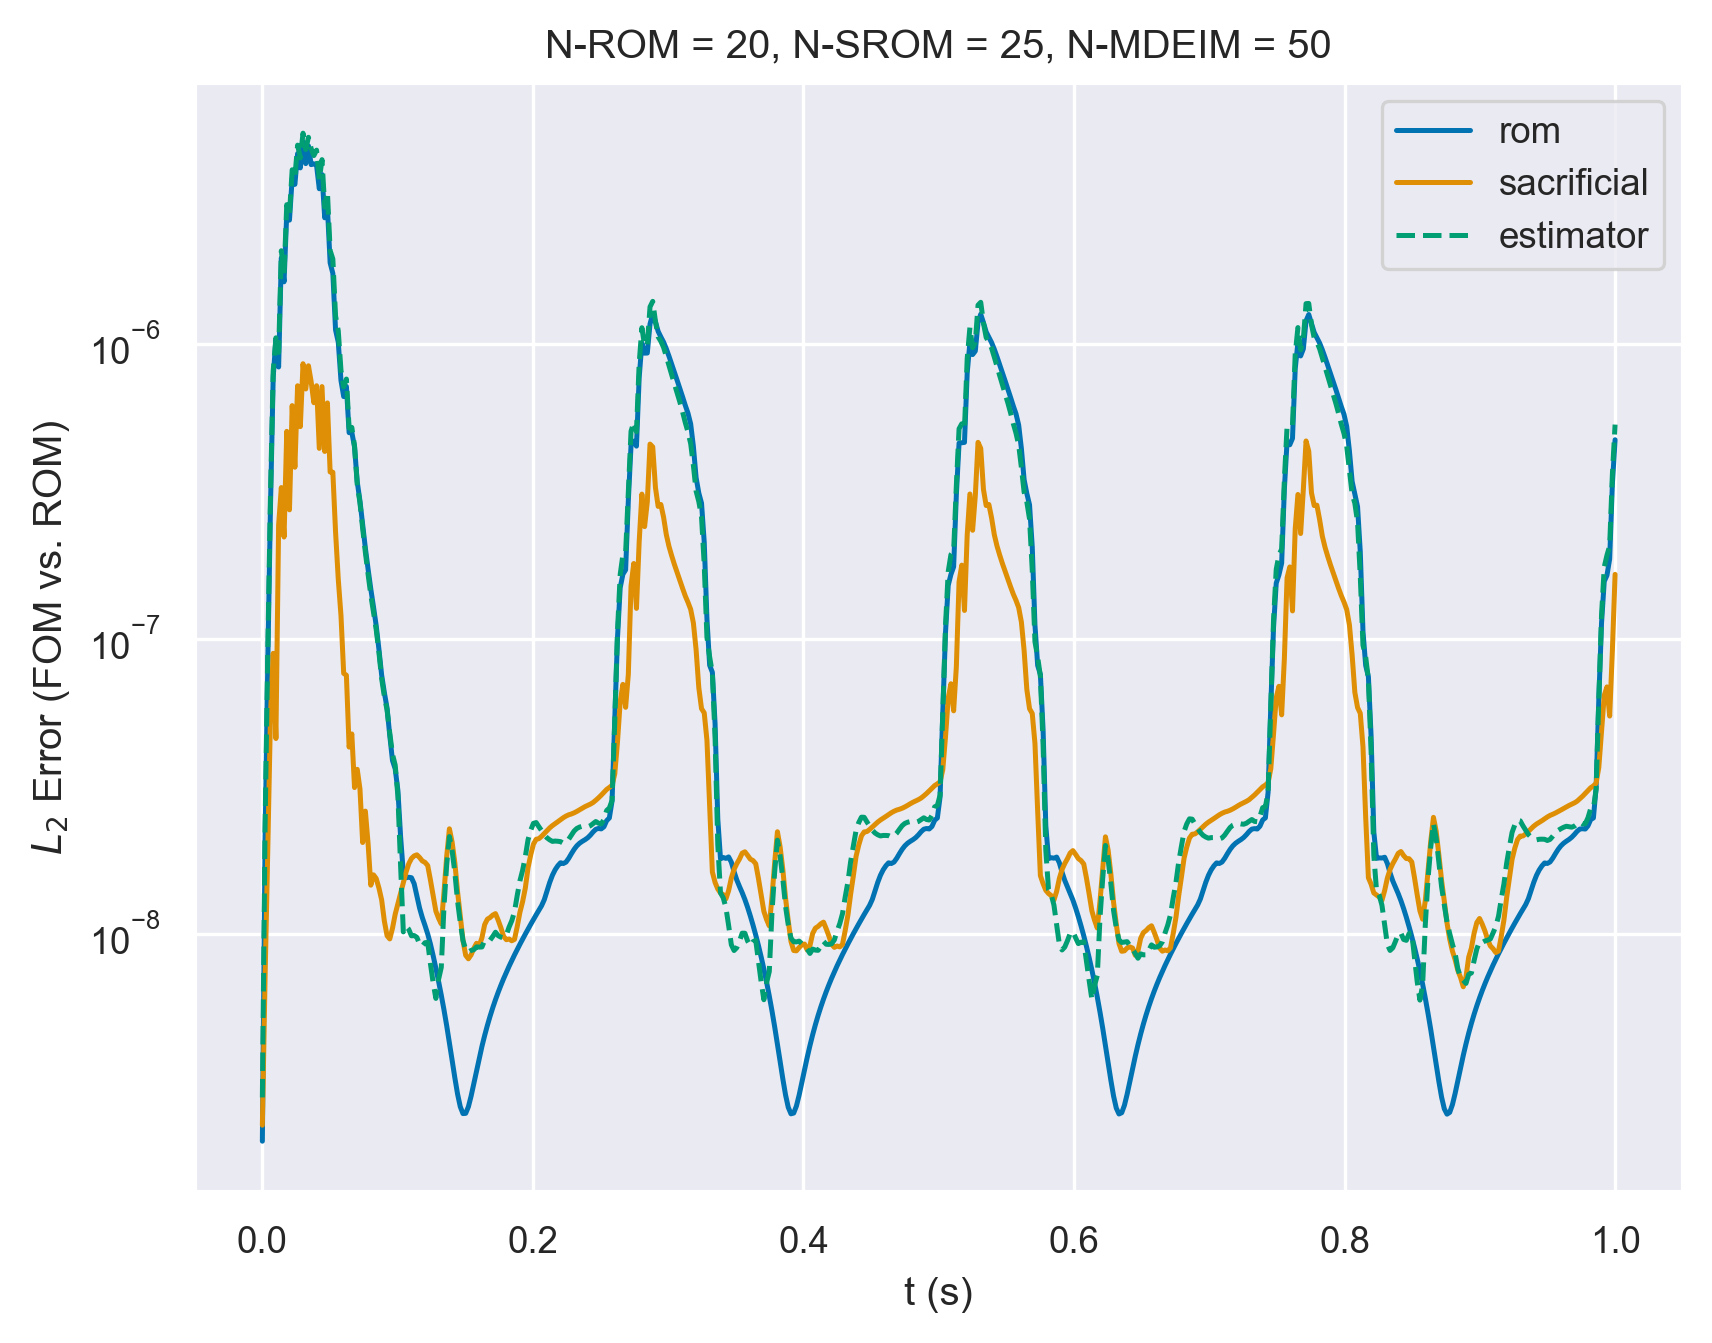 N-ROM = 20, N-SROM = 25, N-MDEIM = 50
rom
sacrificial
estimator
L₂ Error (FOM vs. ROM)
10⁻⁶
10⁻⁷
10⁻⁸
0.0 0.2 0.4 0.6 0.8 1.0
t (s)